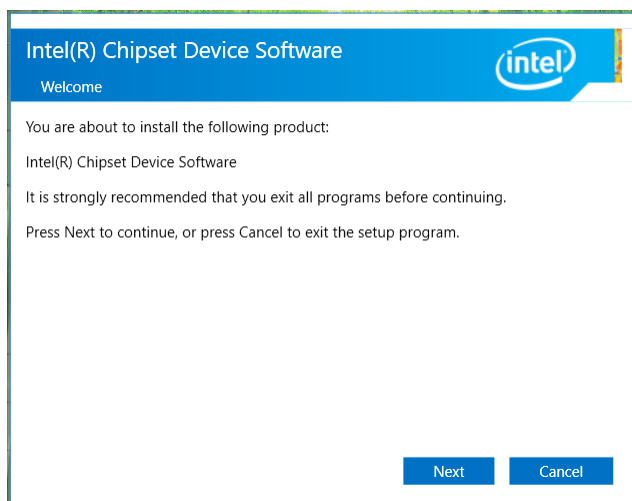 Intel(R) Chipset Device Software
intel
Welcome
You are about to install the following product:
Intel(R) Chipset Device Software
It is strongly recommended that you exit all programs before continuing.
Press Next to continue, or press Cancel to exit the setup program.
Next
Cancel